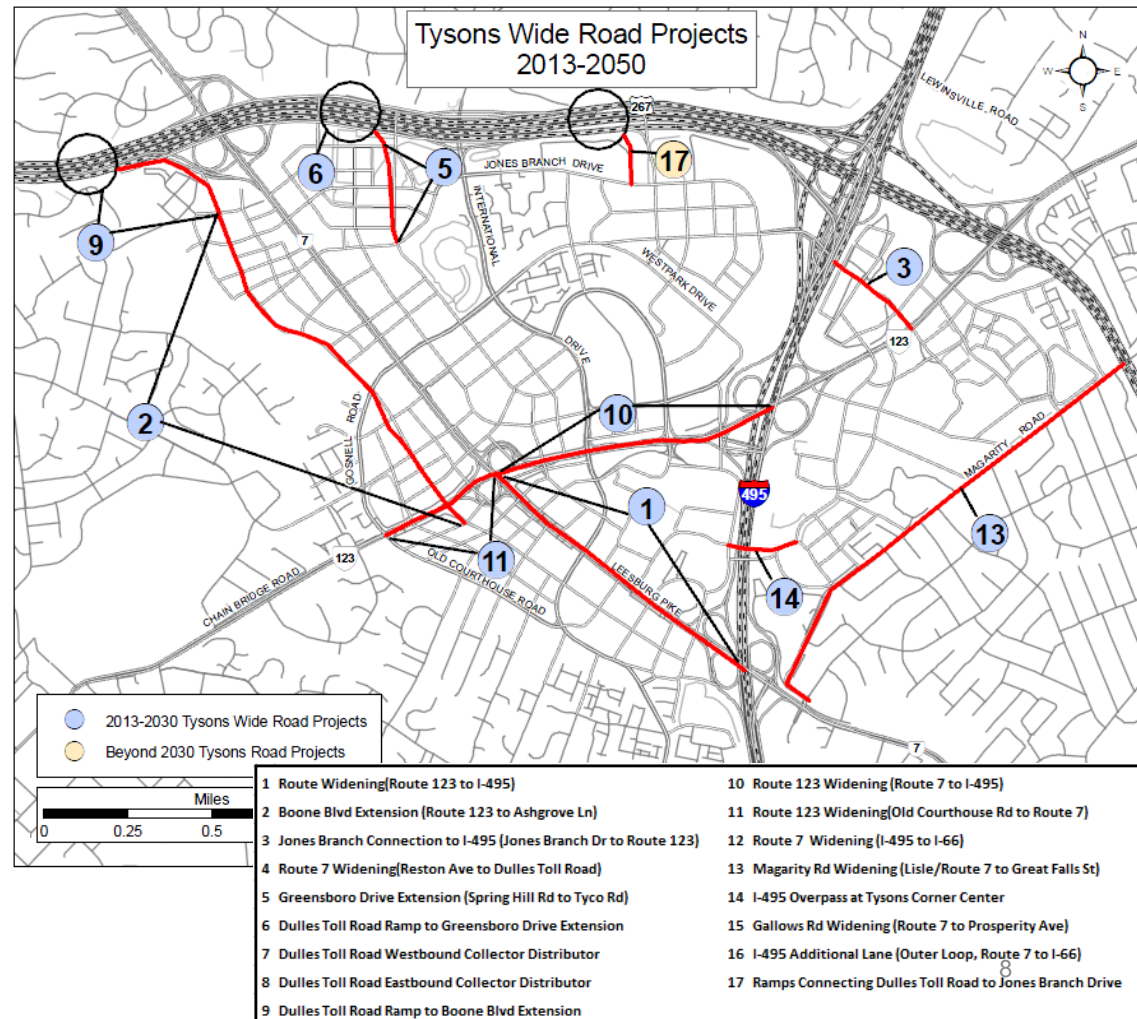 Tysons Wide Road Projects
2013-2050
N
W E
S
267
LEWINSVILLE ROAD
6
5
17
JONES BRANCH DRIVE
INTERNATIONAL
9
7
3
WESTPARK DRIVE
123
DRIVE
2
GOSNELL ROAD
10
MAGARITY ROAD
495
1
13
11
123
OLD COURTHOUSE ROAD
LEESBURG PIKE
14
CHAIN BRIDGE ROAD
7
2013-2030 Tysons Wide Road Projects
Beyond 2030 Tysons Road Projects
Miles
0 0.25 0.5
1 Route Widening(Route 123 to I-495)
2 Boone Blvd Extension (Route 123 to Ashgrove Ln)
3 Jones Branch Connection to I-495 (Jones Branch Dr to Route 123)
4 Route 7 Widening(Reston Ave to Dulles Toll Road)
5 Greensboro Drive Extension (Spring Hill Rd to Tyco Rd)
6 Dulles Toll Road Ramp to Greensboro Drive Extension
7 Dulles Toll Road Westbound Collector Distributor
8 Dulles Toll Road Eastbound Collector Distributor
9 Dulles Toll Road Ramp to Boone Blvd Extension
10 Route 123 Widening (Route 7 to I-495)
11 Route 123 Widening(Old Courthouse Rd to Route 7)
12 Route 7 Widening (I-495 to I-66)
13 Magarity Rd Widening (Lisle/Route 7 to Great Falls St)
14 I-495 Overpass at Tysons Corner Center
15 Gallows Rd Widening (Route 7 to Prosperity Ave)
16 I-495 Additional Lane (Outer Loop, Route 7 to I-66)
17 Ramps Connecting Dulles Toll Road to Jones Branch Drive
8